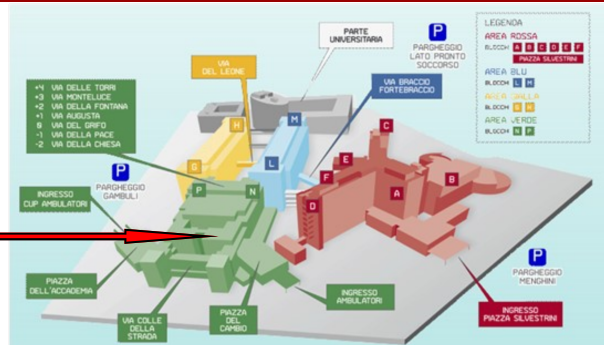 PARTE
UNIVERSITARIA
P
PARGHEGGIO
LATO PRONTO
SOCCORSO
LEGENDA
AREA ROSSA
BLOCCHI A B C D E F
PIAZZA SILVESTRINI
AREA BLU
BLOCCHI L M
AREA GIALLA
BLOCCHI G H
AREA VERDE
BLOCCHI N P
VIA
DEL LEONE
VIA BRACCIO
FORTEBRACCIO
+4 VIA DELLE TORRI
+3 VIA MONTELUCE
+2 VIA DELLA FONTANA
+1 VIA AUGUSTA
0 VIA DEL GRIFO
-1 VIA DELLA PACE
-2 VIA DELLA CHIESA
H
M
C
G
L
E
F
B
P
N
A
D
P
PARGHEGGIO
GAMBULI
INGRESSO
CUP AMBULATORI
PIAZZA
DELL'ACCADEMIA
VIA COLLE
DELLA
STRADA
PIAZZA
DEL
CAMBIO
INGRESSO
AMBULATORI
P
PARGHEGGIO
MENGHINI
INGRESSO
PIAZZA SILVESTRINI